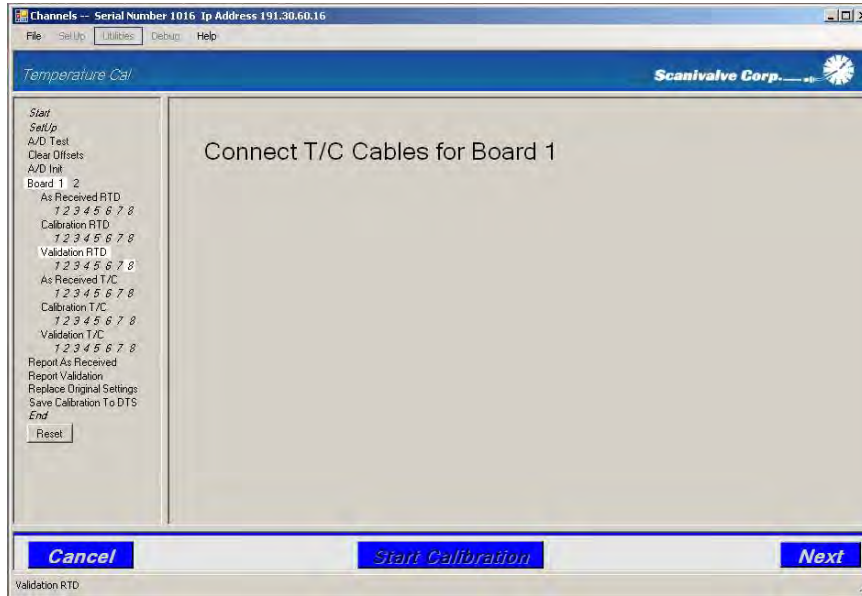 Channels -- Serial Number 1016 Ip Address 191.30.60.16
File SetUp Utilities Debug Help
Temperature Cal
Scanivalve Corp.
Start
SetUp
A/D Test
Clear Offsets
A/D Init
Board 1 2
As Received RTD
1 2 3 4 5 6 7 8
Calibration RTD
1 2 3 4 5 6 7 8
Validation RTD
1 2 3 4 5 6 7 8
As Received T/C
1 2 3 4 5 6 7 8
Calibration T/C
1 2 3 4 5 6 7 8
Validation T/C
1 2 3 4 5 6 7 8
Report As Received
Report Validation
Replace Original Settings
Save Calibration To DTS
End
Reset
Connect T/C Cables for Board 1
Cancel Start Calibration Next
Validation RTD